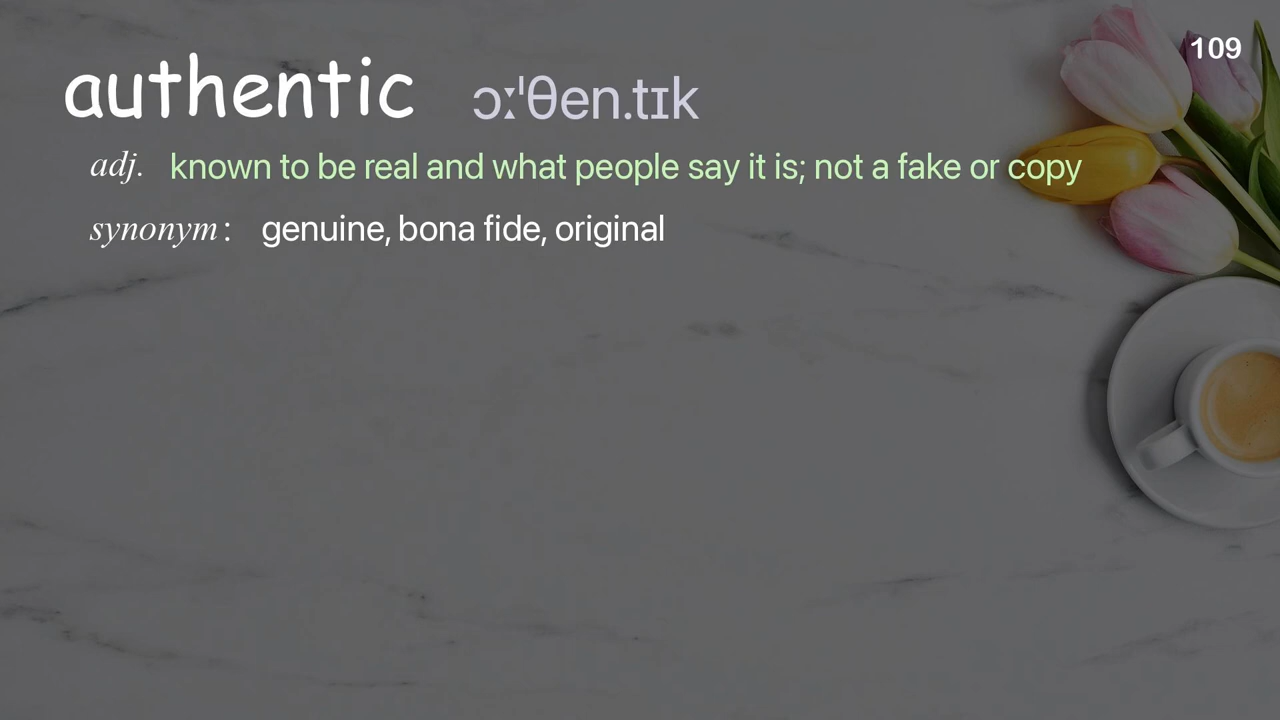 109
authentic ɔːˈθen.tɪk
adj. known to be real and what people say it is; not a fake or copy
synonym: genuine, bona fide, original